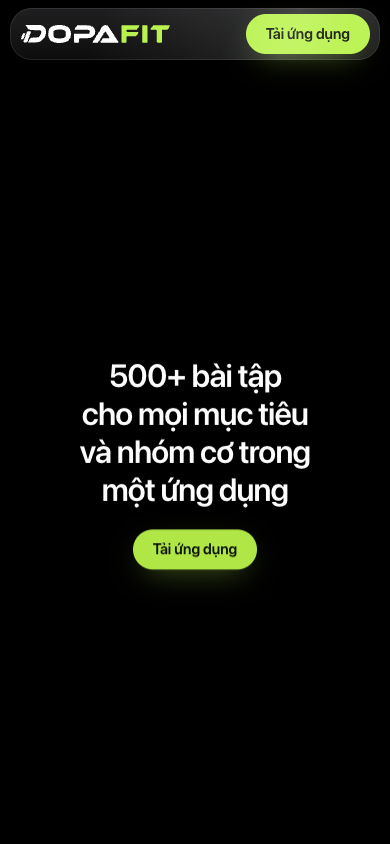 DOPAFIT
Tải ứng dụng
500+ bài tập
cho mọi mục tiêu
và nhóm cơ trong
một ứng dụng
Tải ứng dụng